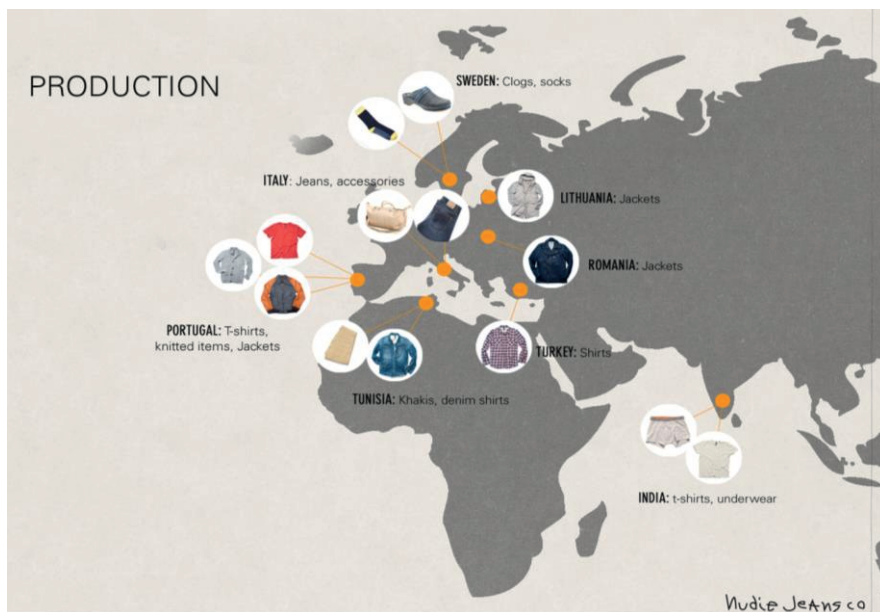 PRODUCTION
SWEDEN: Clogs, socks
ITALY: Jeans, accessories
LITHUANIA: Jackets
ROMANIA: Jackets
PORTUGAL: T-shirts,
knitted items, Jackets
TURKEY: Shirts
TUNISIA: Khakis, denim shirts
INDIA: t-shirts, underwear
Nudie Jeans co